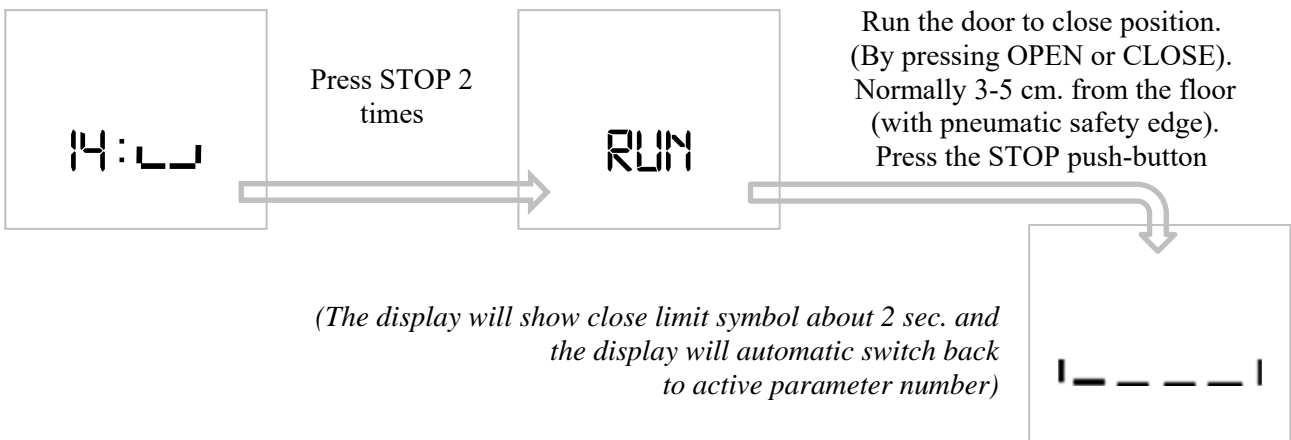 Run the door to close position.
(By pressing OPEN or CLOSE).
Normally 3-5 cm. from the floor
(with pneumatic safety edge).
Press the STOP push-button
Press STOP 2
times
14:
RUN
(The display will show close limit symbol about 2 sec. and
the display will automatic switch back
to active parameter number)